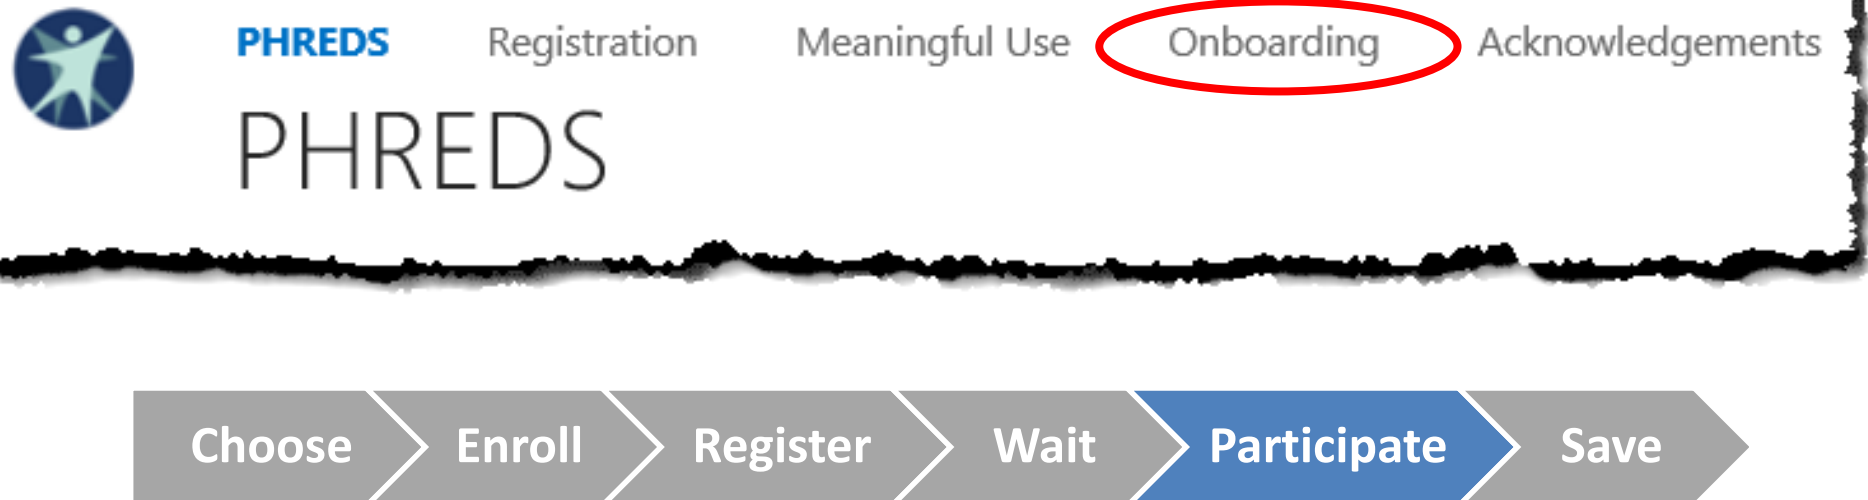 PHREDS Registration Meaningful Use Onboarding Acknowledgements
PHREDS
Choose Enroll Register Wait Participate Save